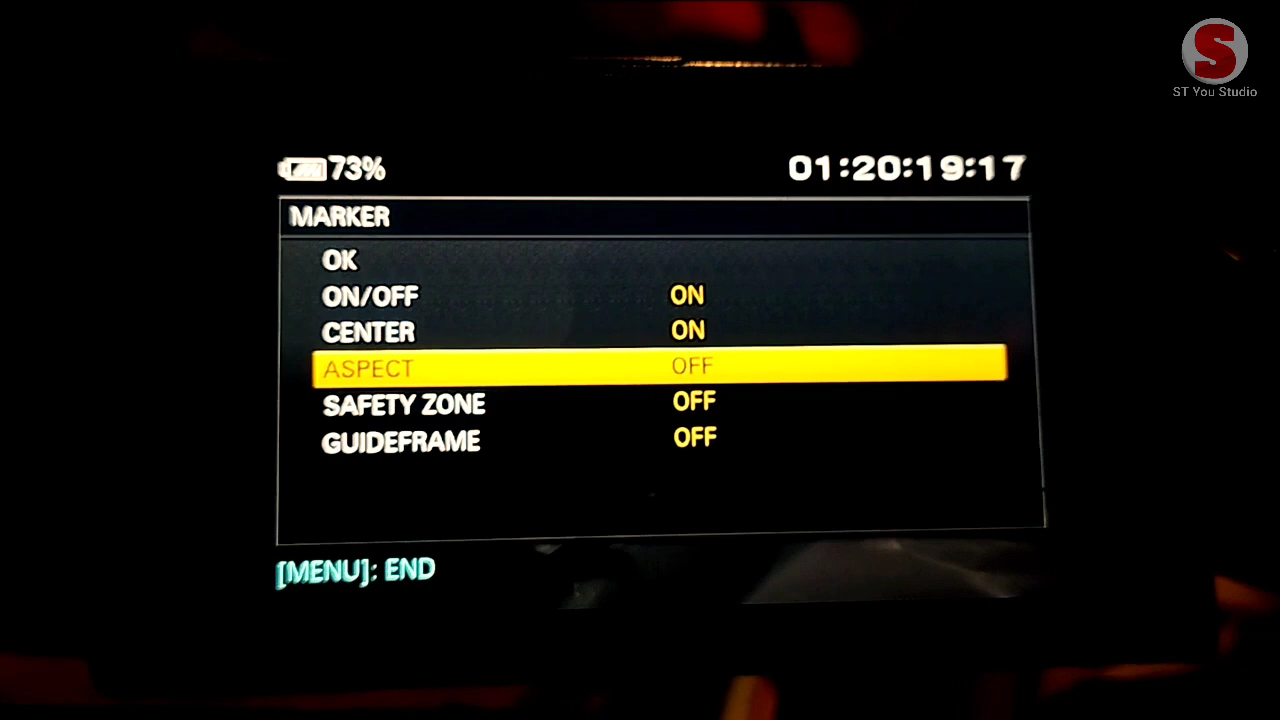 S
ST You Studio
73% 01:20:19:17
MARKER
OK
ON/OFF ON
CENTER ON
ASPECT OFF
SAFETY ZONE OFF
GUIDEFRAME OFF
[MENU]: END